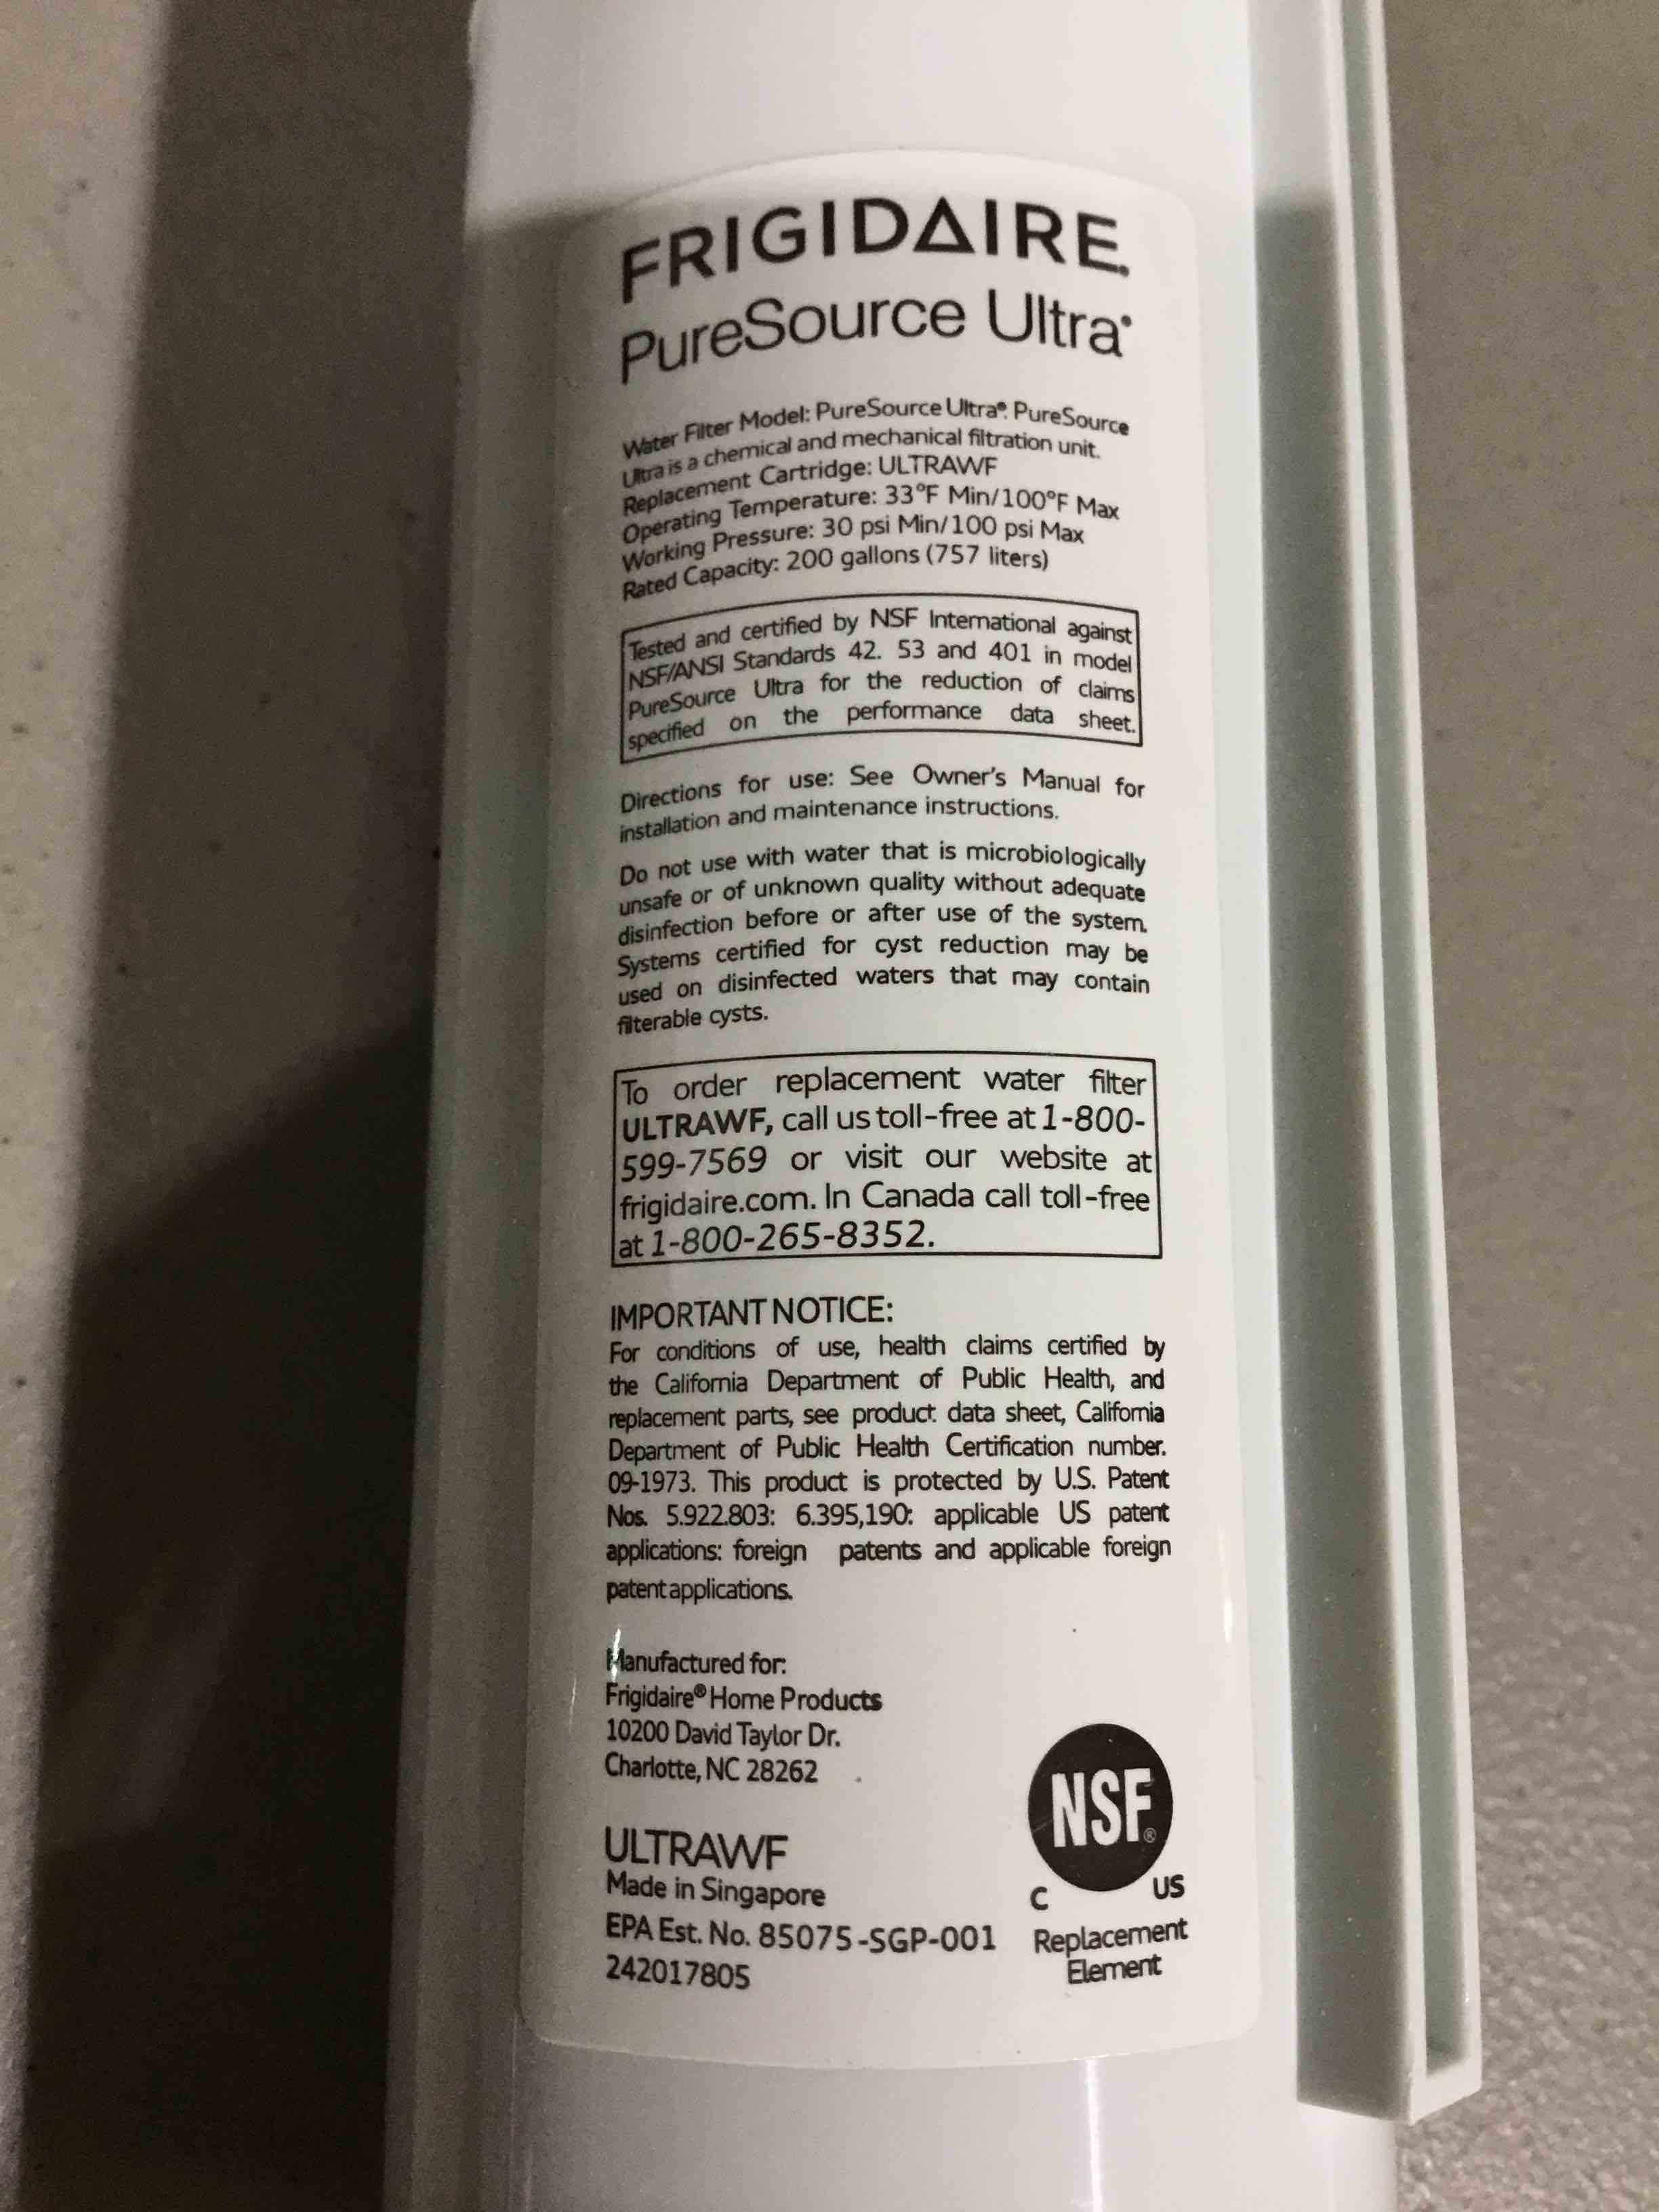 FRIGIDAIRE.
PureSource Ultra®
Water Filter Model: PureSource Ultra®. PureSource
Ultra is a chemical and mechanical filtration unit.
Replacement Cartridge: ULTRAWF
Operating Temperature: 33°F Min/100°F Max
Working Pressure: 30 psi Min/100 psi Max
Rated Capacity: 200 gallons (757 liters)
Tested and certified by NSF International against
NSF/ANSI Standards 42. 53 and 401 in model
PureSource Ultra for the reduction of claims
specified on the performance data sheet.
Directions for use: See Owner's Manual for
installation and maintenance instructions.
Do not use with water that is microbiologically
unsafe or of unknown quality without adequate
disinfection before or after use of the system.
Systems certified for cyst reduction may be
used on disinfected waters that may contain
filterable cysts.
To order replacement water filter
ULTRAWF, call us toll-free at 1-800-
599-7569 or visit our website at
frigidaire.com. In Canada call toll-free
at 1-800-265-8352.
IMPORTANT NOTICE:
For conditions of use, health claims certified by
the California Department of Public Health, and
replacement parts, see product. data sheet, California
Department of Public Health Certification number.
09-1973. This product is protected by U.S. Patent
Nos. 5.922.803: 6.395,190: applicable US patent
applications: foreign patents and applicable foreign
patent applications.
Manufactured for:
Frigidaire® Home Products
10200 David Taylor Dr.
Charlotte, NC 28262
ULTRAWF
Made in Singapore
EPA Est. No. 85075-SGP-001
242017805
NSF®
C US
Replacement
Element